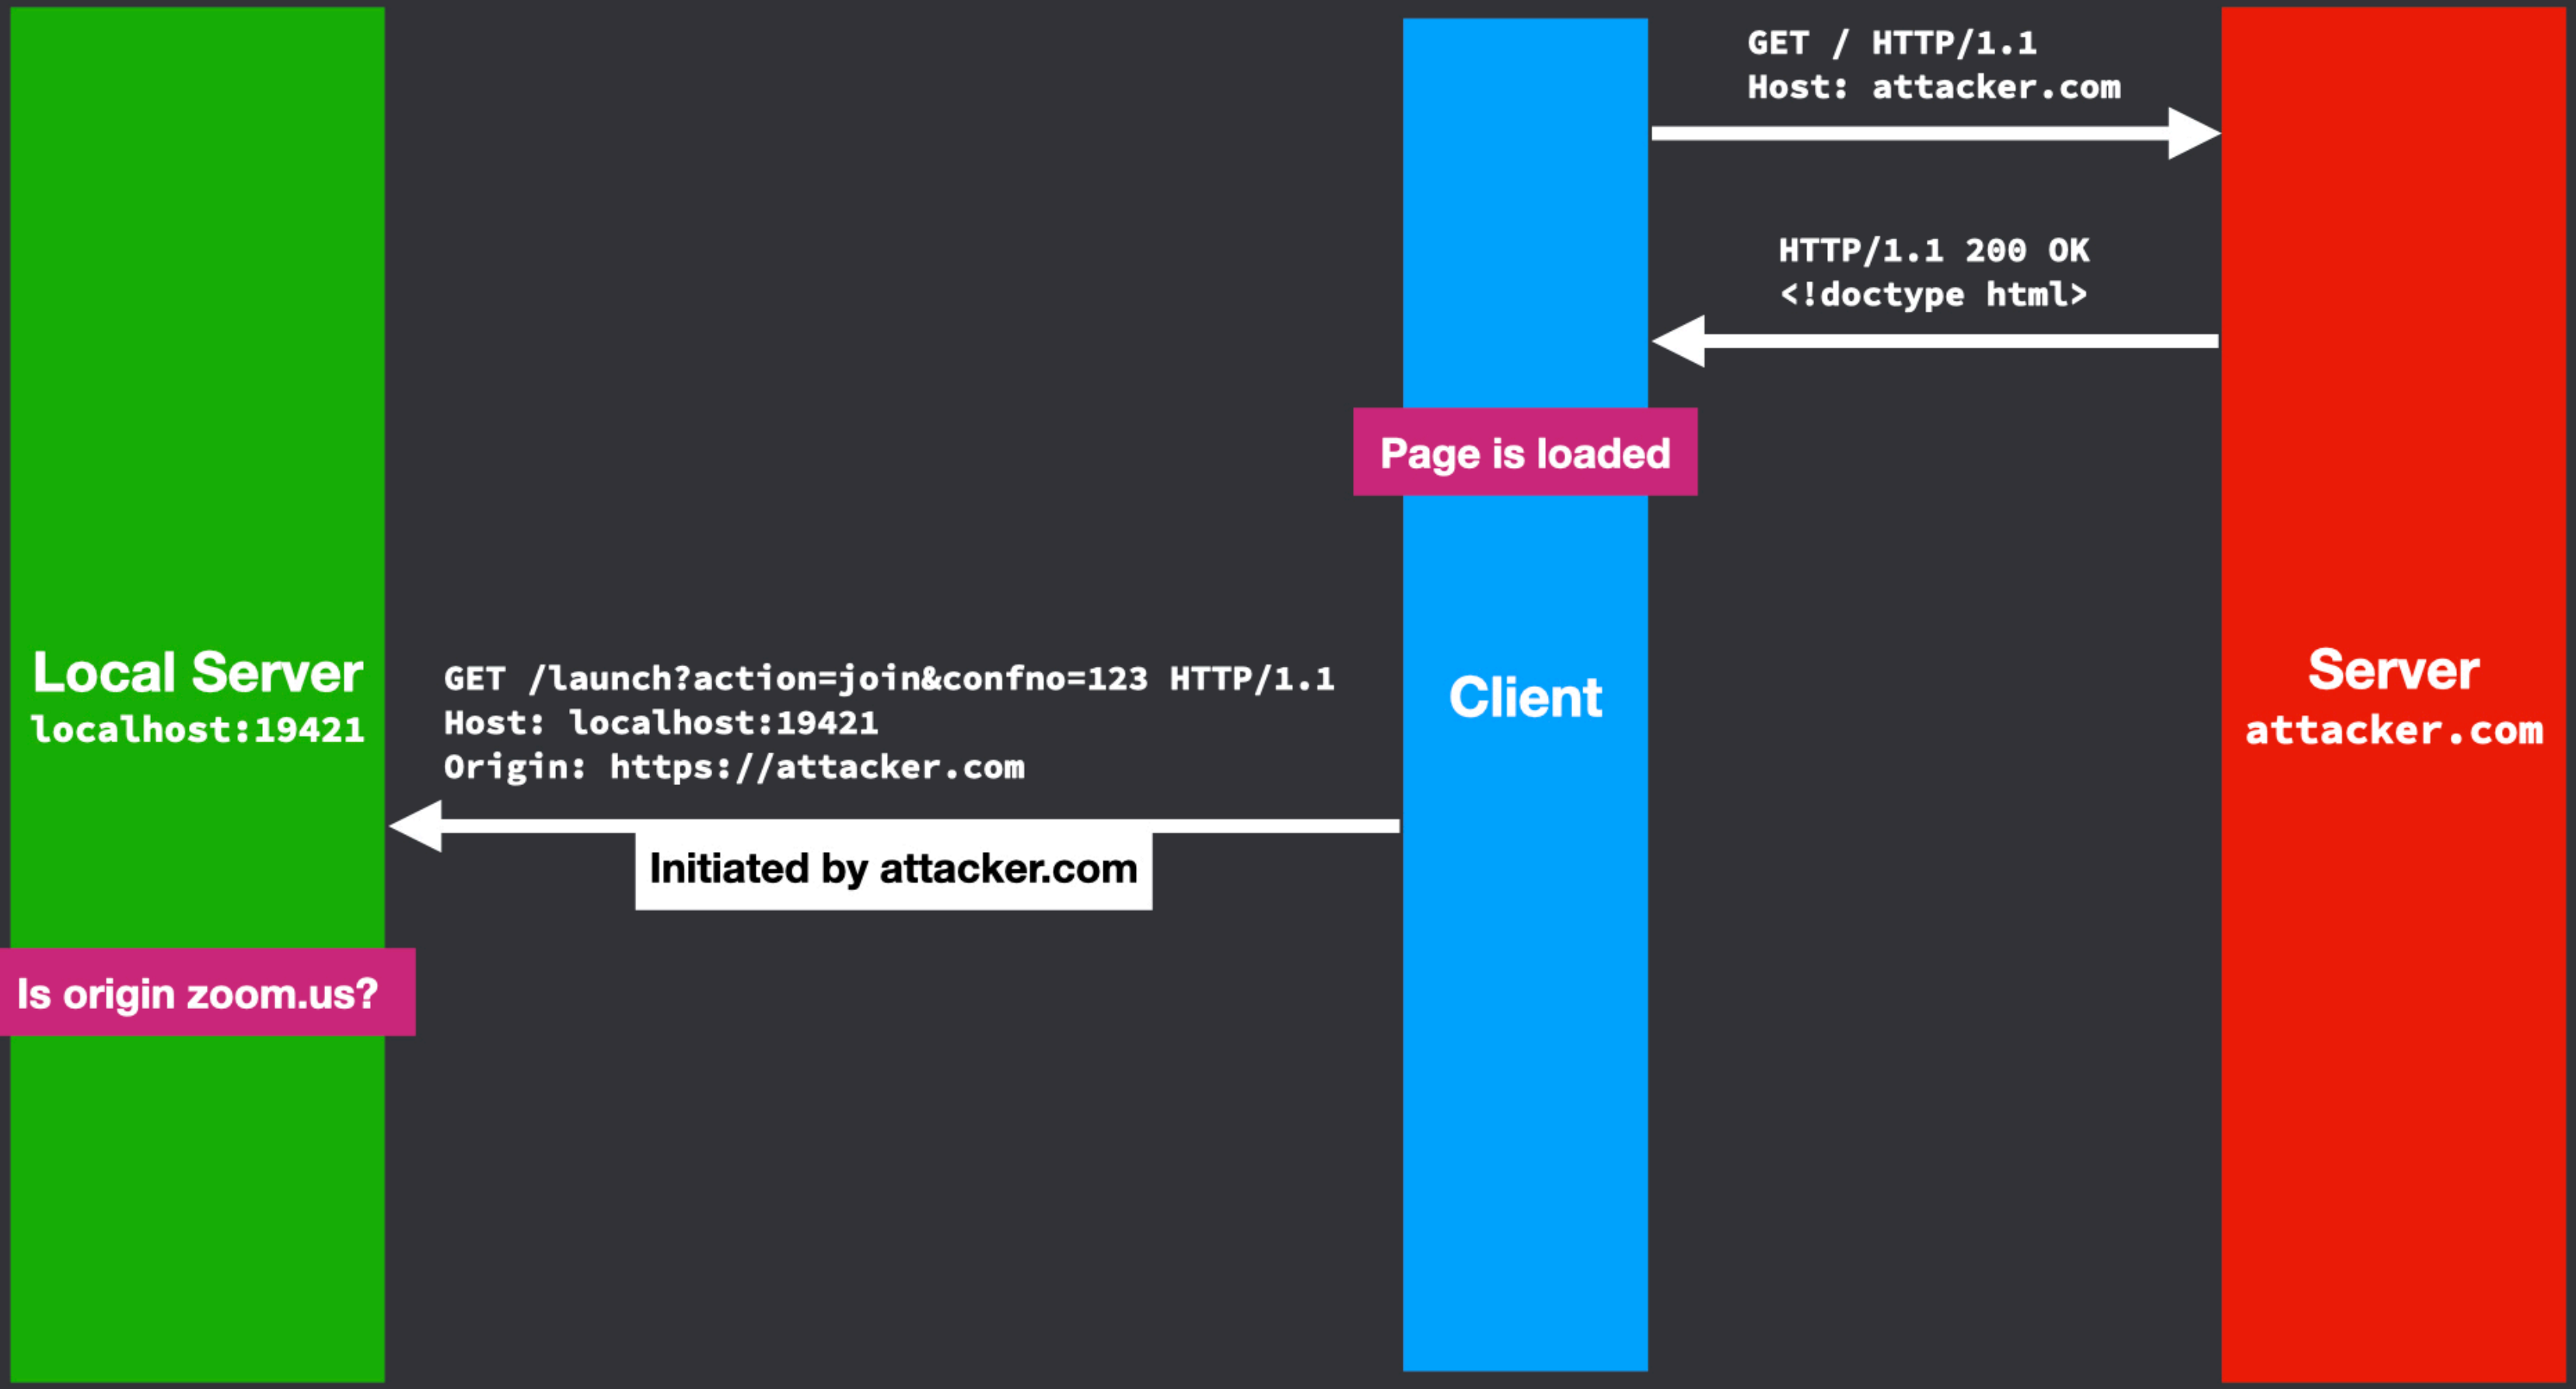 GET / HTTP/1.1
Host: attacker.com
HTTP/1.1 200 OK
<!doctype html>
Page is loaded
Local Server
localhost:19421
GET /launch?action=join&confno=123 HTTP/1.1
Host: localhost:19421
Origin: https://attacker.com
Client
Server
attacker.com
Initiated by attacker.com
Is origin zoom.us?